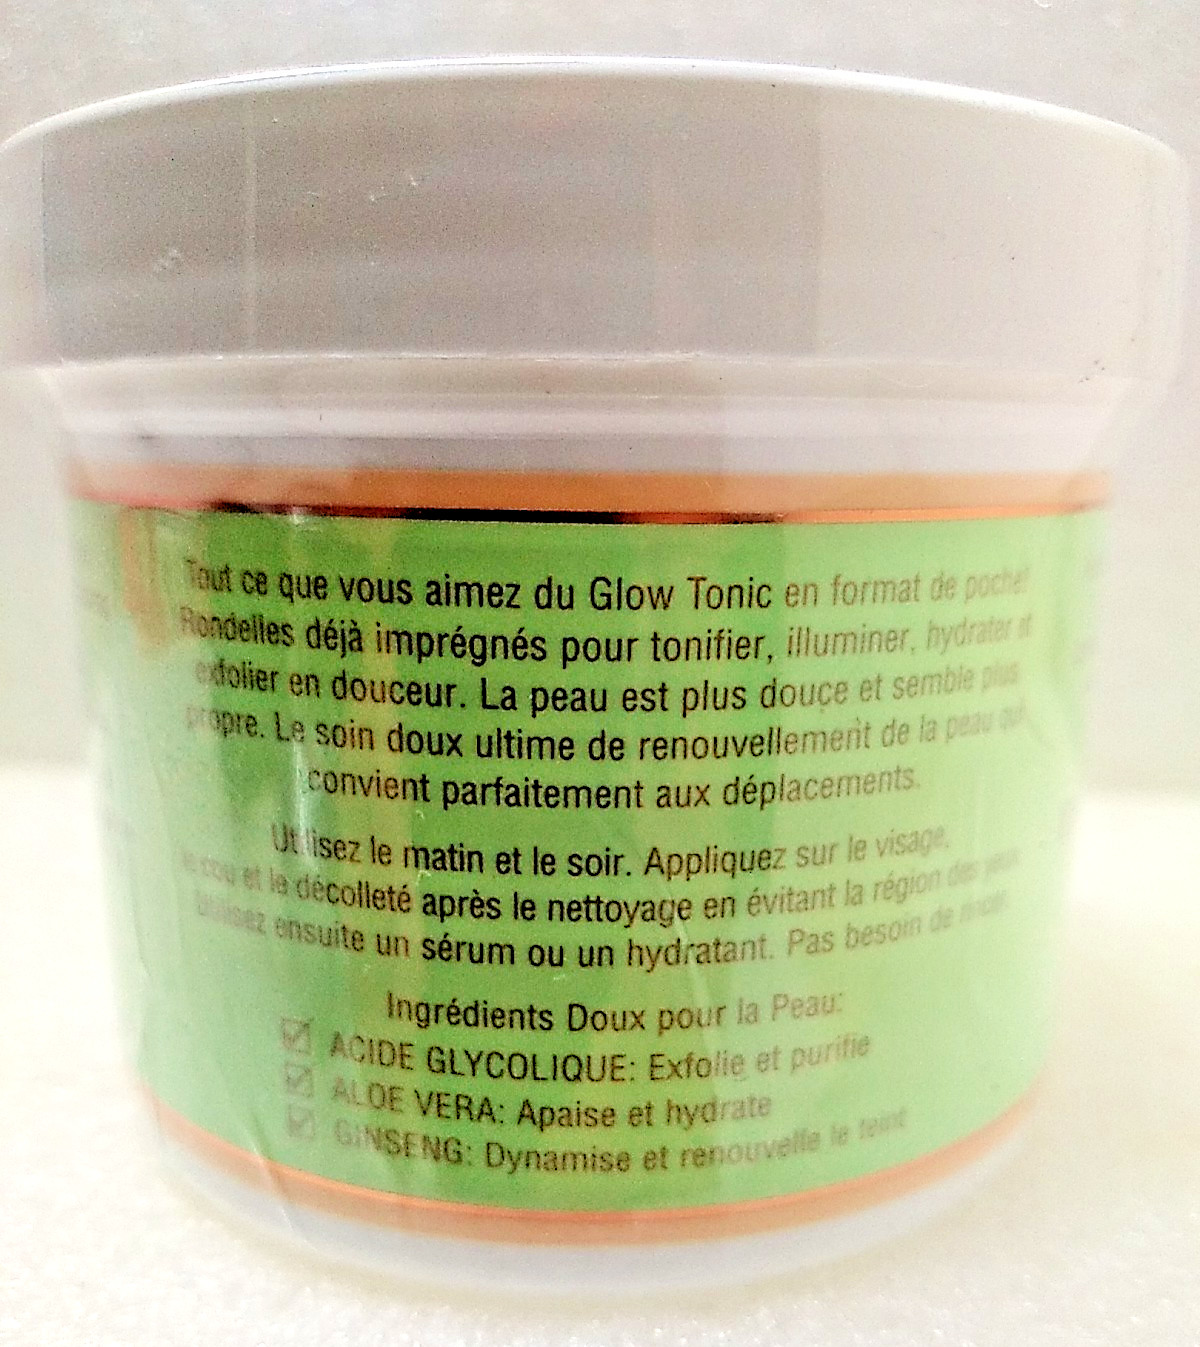 Tout ce que vous aimez du Glow Tonic en format de poche!
Rondelles déjà imprégnés pour tonifier, illuminer, hydrater et
exfolier en douceur. La peau est plus douce et semble plus
propre. Le soin doux ultime de renouvellement de la peau qui
convient parfaitement aux déplacements.
Utilisez le matin et le soir. Appliquez sur le visage,
le cou et le décolleté après le nettoyage en évitant la région des yeux
Utilisez ensuite un sérum ou un hydratant. Pas besoin de rincer.
Ingrédients Doux pour la Peau:
ACIDE GLYCOLIQUE: Exfolie et purifie
ALOE VERA: Apaise et hydrate
GINSENG: Dynamise et renouvelle le teint